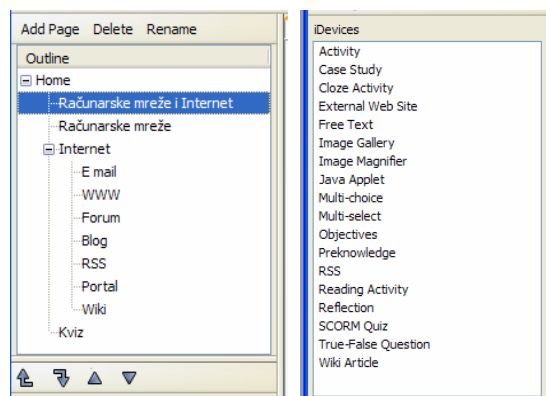 Add Page Delete Rename
Outline
Home
Računarske mreže i Internet
Računarske mreže
Internet
E mail
WWW
Forum
Blog
RSS
Portal
Wiki
Kviz
iDevices
Activity
Case Study
Cloze Activity
External Web Site
Free Text
Image Gallery
Image Magnifier
Java Applet
Multi-choice
Multi-select
Objectives
Preknowledge
RSS
Reading Activity
Reflection
SCORM Quiz
True-False Question
Wiki Article